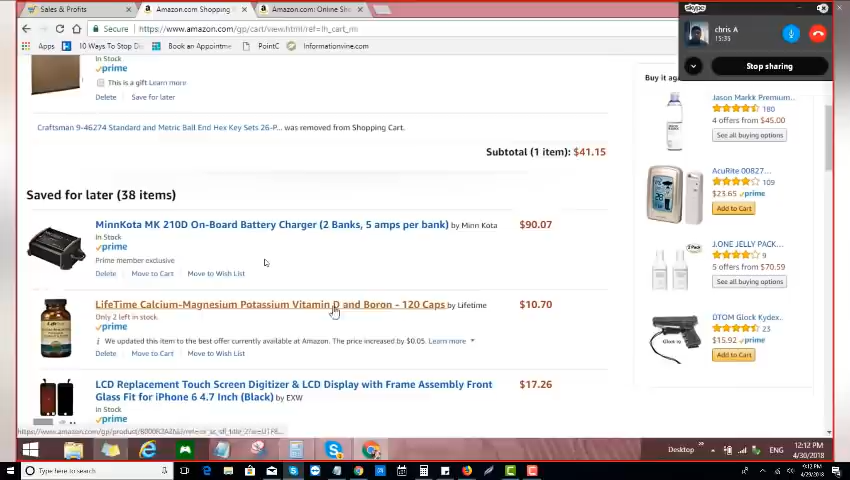 Sales & Profits
Amazon.com Shopping
Amazon.com: Online Sh
Secure
https://www.amazon.com/gp/cart/view.html/ref=lh_cart_m
Apps
10 Ways To Stop D
Book an Appointme
PointC
Informationvine.com
skype
chris A
15:35
Stop sharing
In Stock
prime
This is a gift Learn more
Delete
Save for later
Craftsman 9-46274 Standard and Metric Ball End Hex Key Sets 26-P... was removed from Shopping Cart.
Subtotal (1 item): $41.15
Saved for later (38 items)
MinnKota MK 210D On-Board Battery Charger (2 Banks, 5 amps per bank) by Minn Kota
$90.07
In Stock
prime
Prime member exclusive
Delete
Move to Cart
Move to Wish List
LifeTime Calcium-Magnesium Potassium Vitamin D and Boron - 120 Caps by Lifetime
$10.70
Only 2 left in stock.
prime
We updated this item to the best offer currently available at Amazon. The price increased by $0.05. Learn more
Delete
Move to Cart
Move to Wish List
LCD Replacement Touch Screen Digitizer & LCD Display with Frame Assembly Front
Glass Fit for iPhone 6 4.7 Inch (Black) by EXW
$17.26
prime
Buy it aga
Jason Markk Premium...
180
4 offers from $45.00
See all buying options
AcuRite 00827...
109
$23.65 prime
Add to Cart
J.ONE JELLY PACK...
9
5 offers from $70.59
See all buying options
DTOM Glock Kydex...
23
$15.92 prime
Add to Cart
Desktop
ENG
12:12 PM
4/30/2018
Type here to search
9:12 PM
4/29/2018